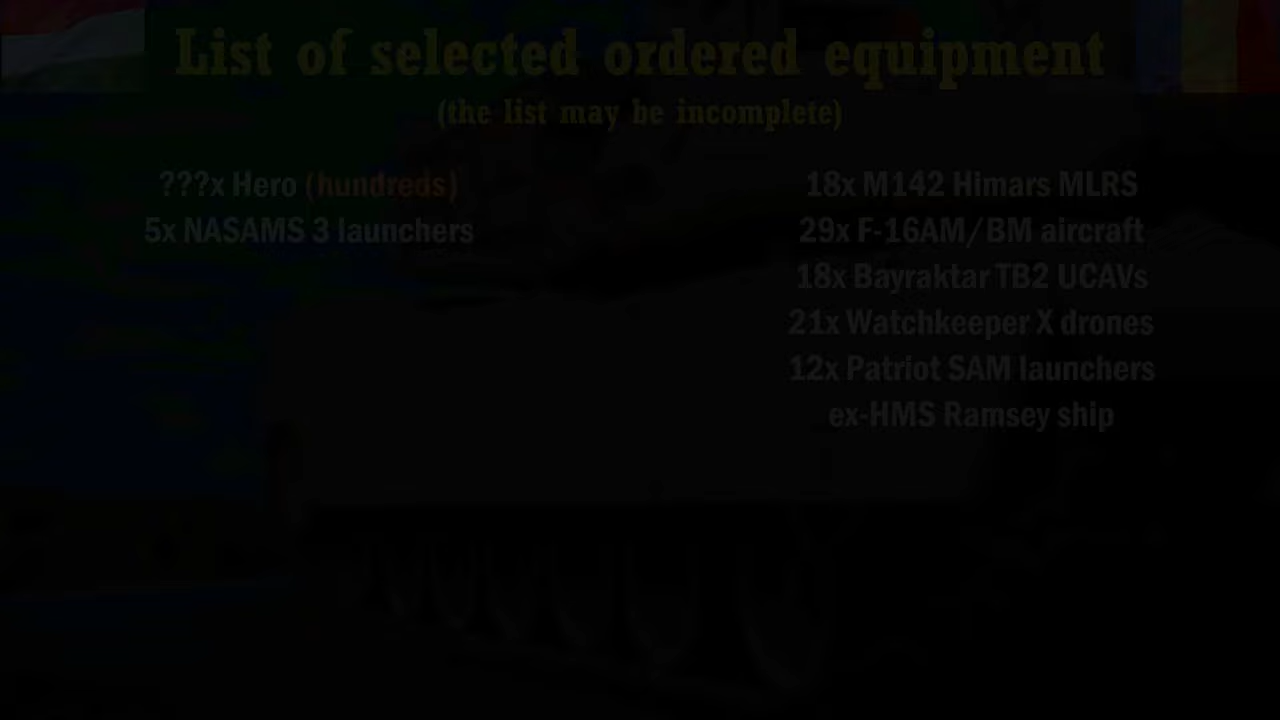 List of selected ordered equipment
(the list may be incomplete)
???x Hero (hundreds)
5x NASAMS 3 launchers
18x M142 Himars MLRS
29x F-16AM/BM aircraft
18x Bayraktar TB2 UCAVs
21x Watchkeeper X drones
12x Patriot SAM launchers
ex-HMS Ramsey ship